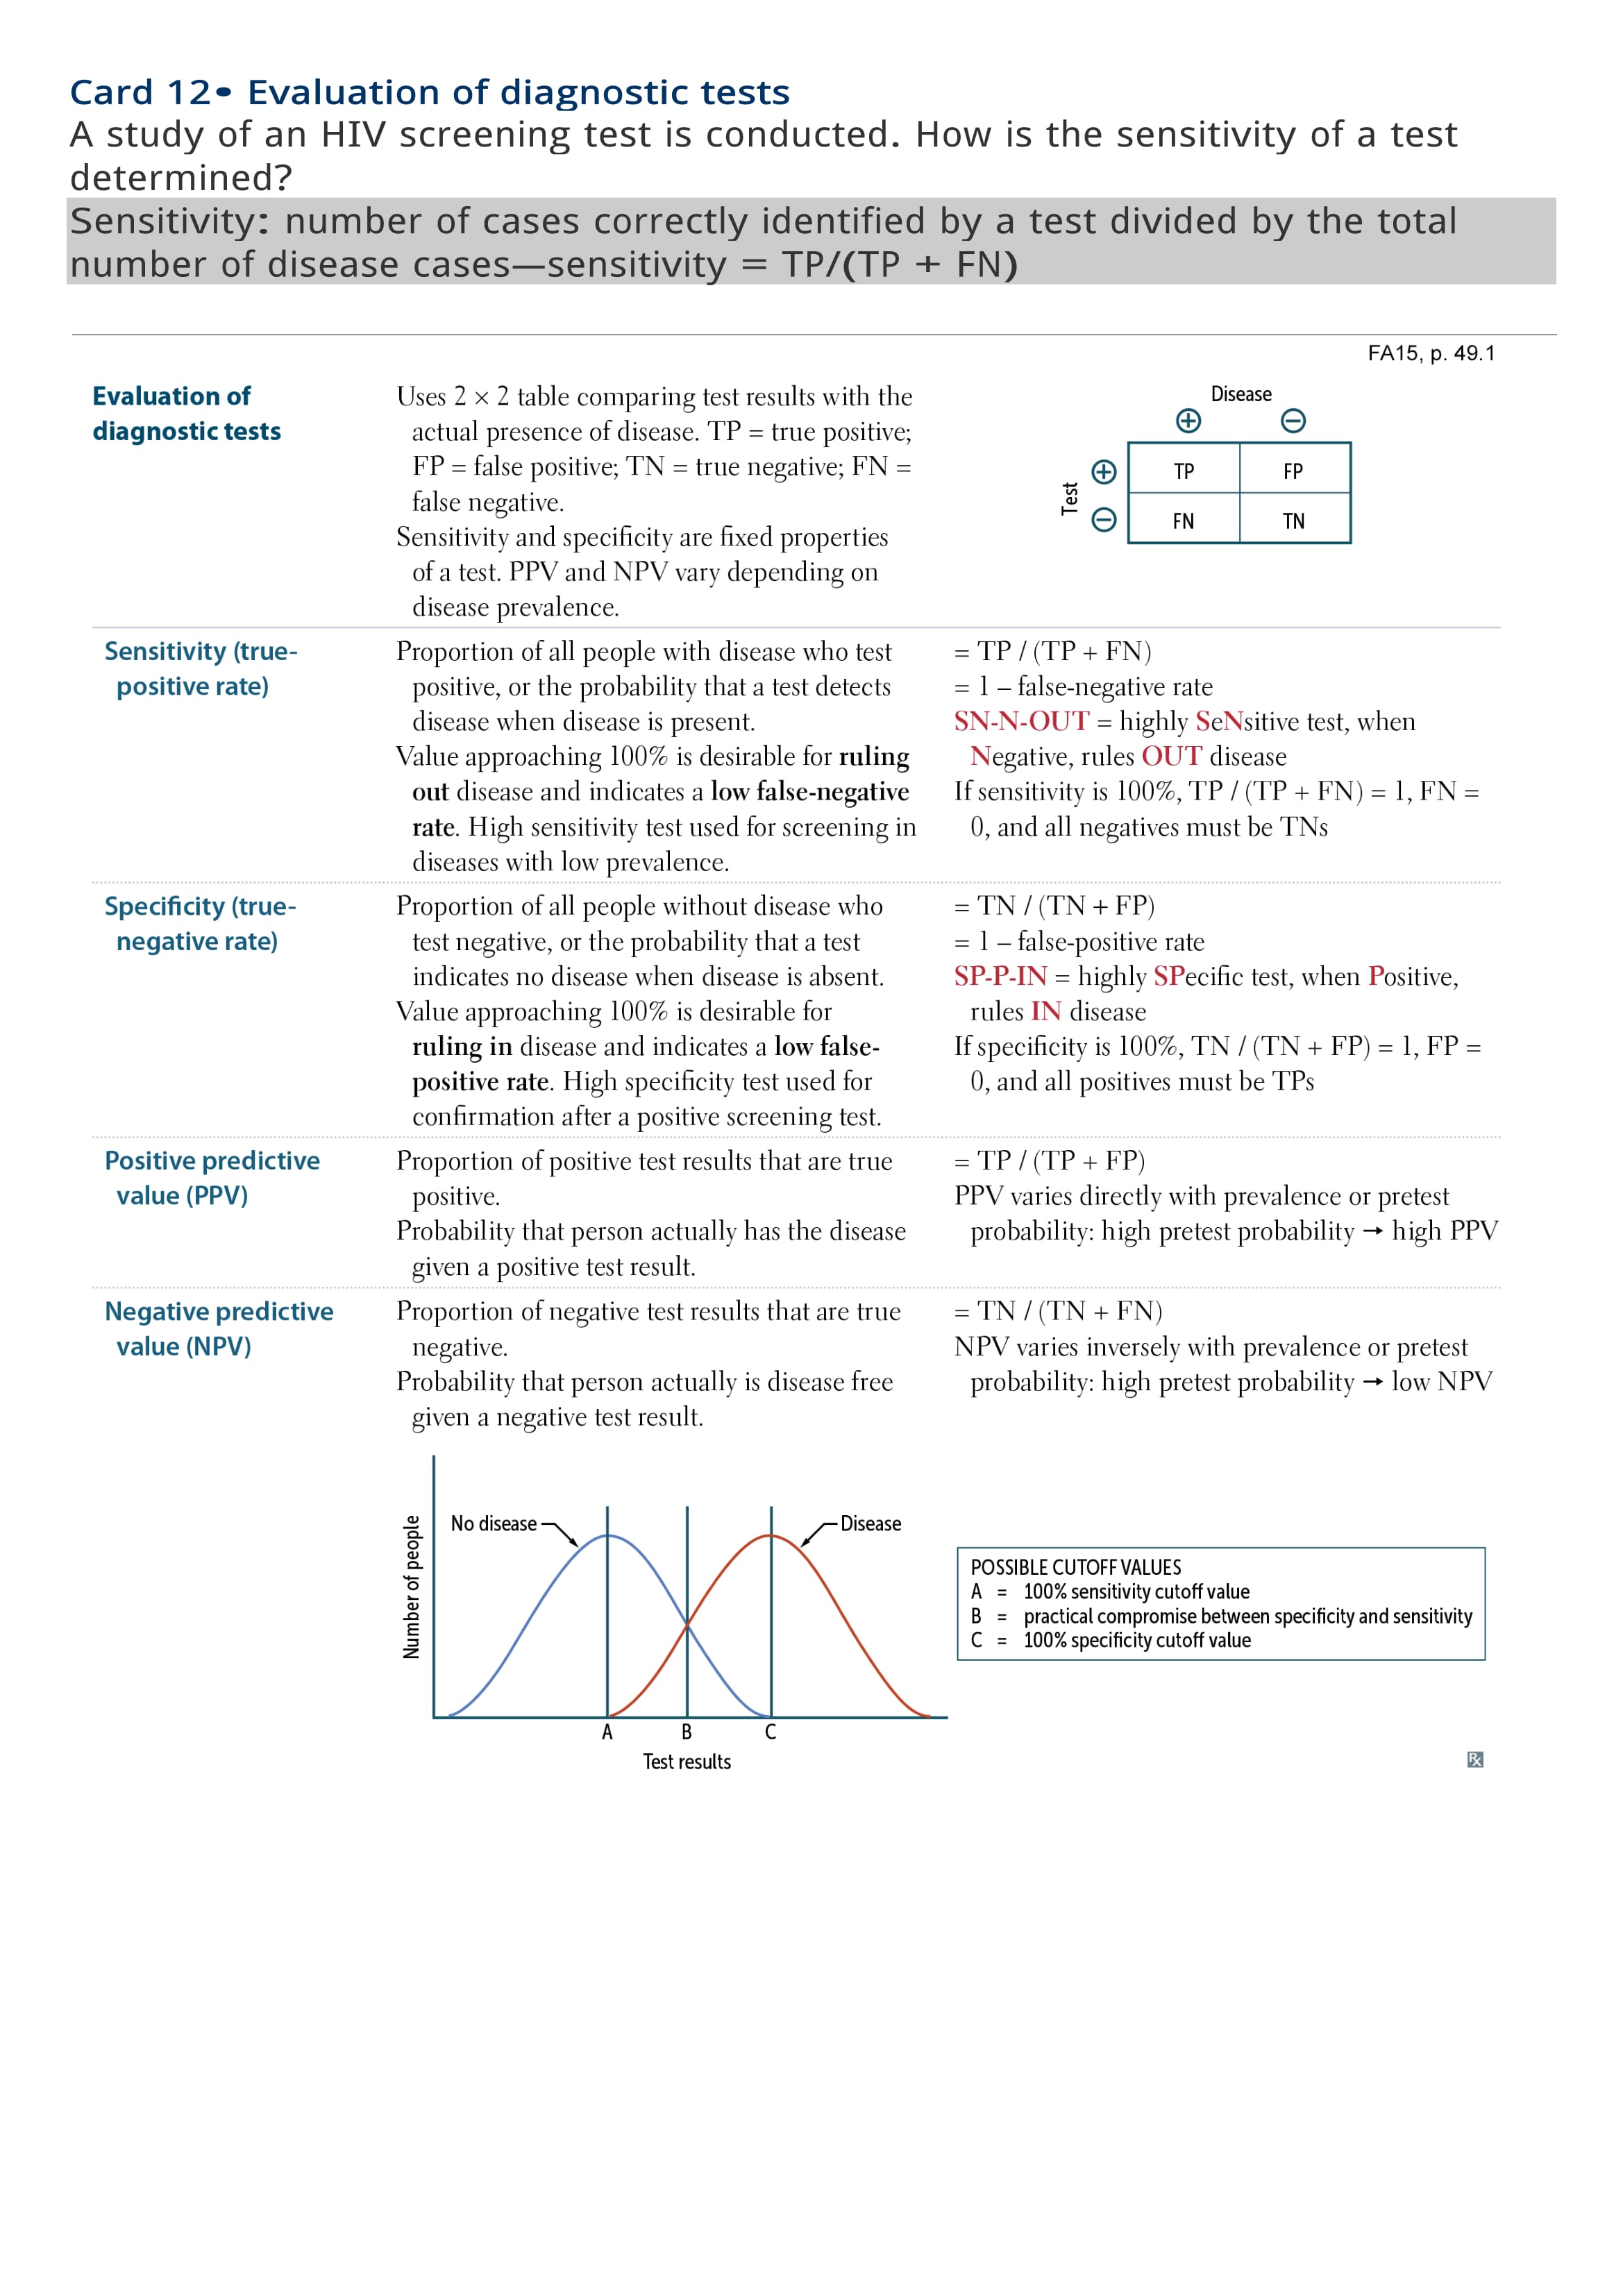 Card 12• Evaluation of diagnostic tests
A study of an HIV screening test is conducted. How is the sensitivity of a test
determined?
Sensitivity: number of cases correctly identified by a test divided by the total
number of disease cases—sensitivity = TP/(TP + FN)
FA15, p. 49.1
Evaluation of
diagnostic tests
Uses 2 × 2 table comparing test results with the
actual presence of disease. TP = true positive;
FP = false positive; TN = true negative; FN =
false negative.
Sensitivity and specificity are fixed properties
of a test. PPV and NPV vary depending on
disease prevalence.
Disease
⊕ ⊖
Test
⊕ TP FP
⊖ FN TN
Sensitivity (true-
positive rate)
Proportion of all people with disease who test
positive, or the probability that a test detects
disease when disease is present.
Value approaching 100% is desirable for ruling
out disease and indicates a low false-negative
rate. High sensitivity test used for screening in
diseases with low prevalence.
= TP / (TP + FN)
= 1 – false-negative rate
SN-N-OUT = highly SeNsitive test, when
Negative, rules OUT disease
If sensitivity is 100%, TP / (TP + FN) = 1, FN =
0, and all negatives must be TNs
Specificity (true-
negative rate)
Proportion of all people without disease who
test negative, or the probability that a test
indicates no disease when disease is absent.
Value approaching 100% is desirable for
ruling in disease and indicates a low false-
positive rate. High specificity test used for
confirmation after a positive screening test.
= TN / (TN + FP)
= 1 – false-positive rate
SP-P-IN = highly SPecific test, when Positive,
rules IN disease
If specificity is 100%, TN / (TN + FP) = 1, FP =
0, and all positives must be TPs
Positive predictive
value (PPV)
Proportion of positive test results that are true
positive.
Probability that person actually has the disease
given a positive test result.
= TP / (TP + FP)
PPV varies directly with prevalence or pretest
probability: high pretest probability → high PPV
Negative predictive
value (NPV)
Proportion of negative test results that are true
negative.
Probability that person actually is disease free
given a negative test result.
= TN / (TN + FN)
NPV varies inversely with prevalence or pretest
probability: high pretest probability → low NPV
Number of people
No disease
Disease
A B C
Test results
POSSIBLE CUTOFF VALUES
A = 100% sensitivity cutoff value
B = practical compromise between specificity and sensitivity
C = 100% specificity cutoff value
Rx